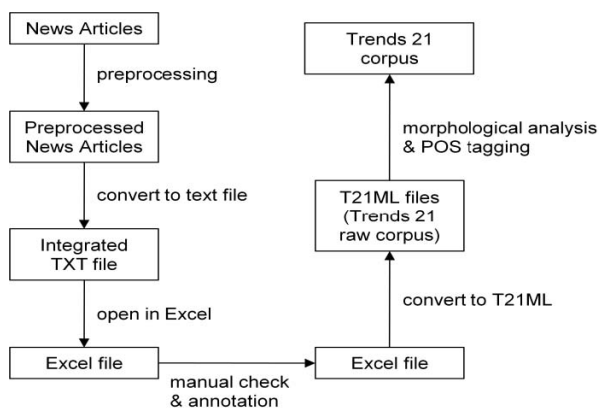 News Articles
preprocessing
Preprocessed
News Articles
convert to text file
Integrated
TXT file
open in Excel
Excel file
manual check
& annotation
Excel file
convert to T21ML
T21ML files
(Trends 21
raw corpus)
morphological analysis
& POS tagging
Trends 21
corpus